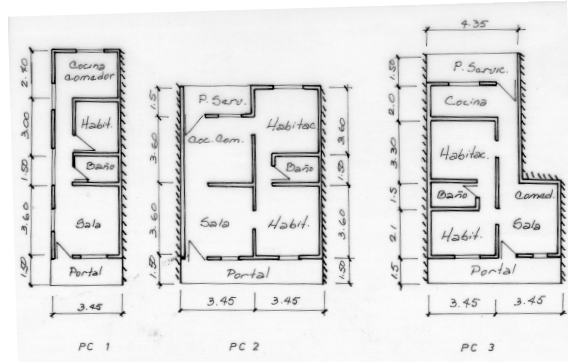 Cocina
Comedor
Habit.
Baño
Sala
Portal
2.40
3.00
1.50
3.60
1.50
3.45
PC 1
P. Serv.
Coc. Com.
Habitac.
Baño
Sala
Habit.
Portal
1.5
3.60
3.60
1.50
3.60
1.50
3.60
1.50
3.45
3.45
PC 2
4.35
P. Servic.
Cocina
Habitac.
Baño
Comed.
Habit.
Sala
Portal
1.50
2.0
3.30
1.5
2.1
1.5
3.45
3.45
PC 3